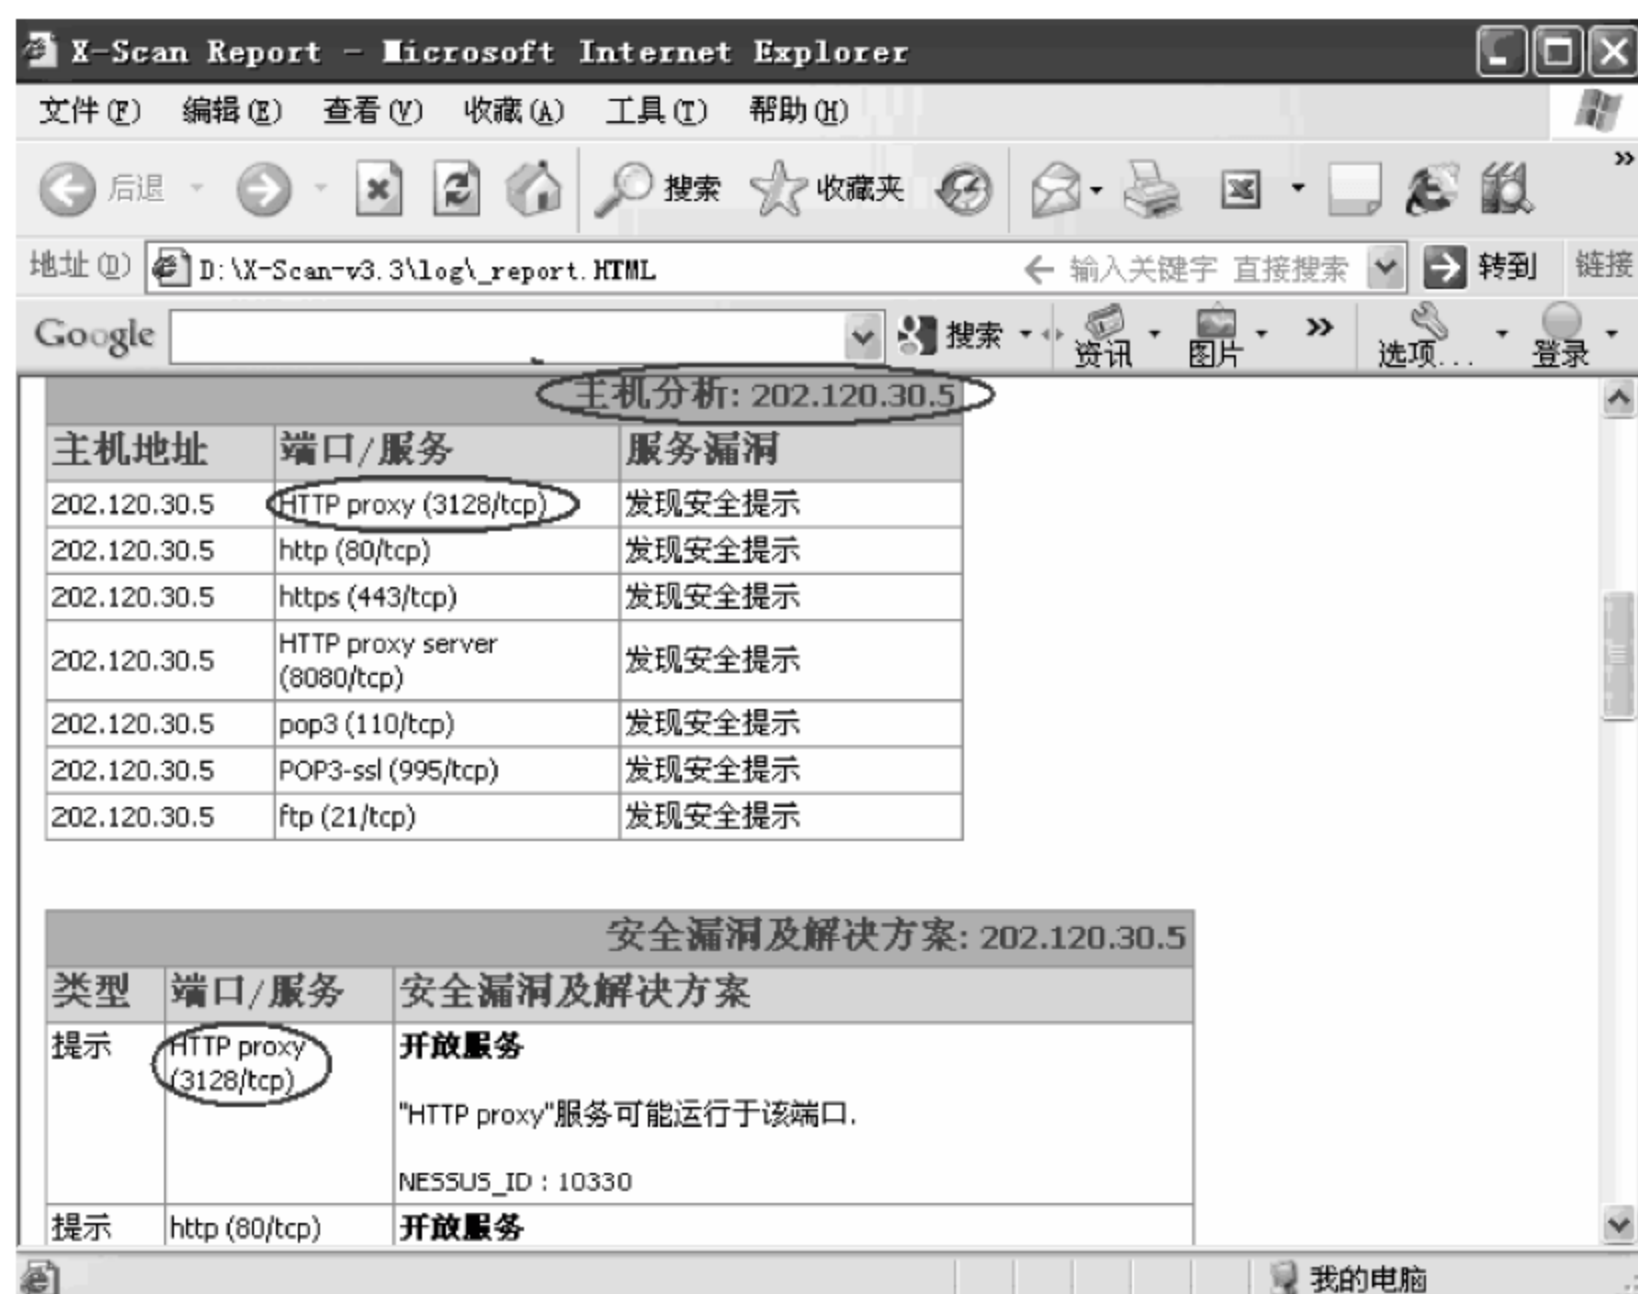 X-Scan Report - Microsoft Internet Explorer
文件(F) 编辑(E) 查看(V) 收藏(A) 工具(T) 帮助(H)
后退 搜索 收藏夹 »
地址(D) D:\X-Scan-v3.3\log\_report.HTML 输入关键字 直接搜索 转到 链接
Google 搜索 资讯 图片 » 选项... 登录
主机分析: 202.120.30.5
主机地址 端口/服务 服务漏洞
202.120.30.5 HTTP proxy (3128/tcp) 发现安全提示
202.120.30.5 http (80/tcp) 发现安全提示
202.120.30.5 https (443/tcp) 发现安全提示
202.120.30.5 HTTP proxy server
(8080/tcp) 发现安全提示
202.120.30.5 pop3 (110/tcp) 发现安全提示
202.120.30.5 POP3-ssl (995/tcp) 发现安全提示
202.120.30.5 ftp (21/tcp) 发现安全提示
安全漏洞及解决方案: 202.120.30.5
类型 端口/服务 安全漏洞及解决方案
提示 HTTP proxy
(3128/tcp) 开放服务
"HTTP proxy"服务可能运行于该端口.
NESSUS_ID : 10330
提示 http (80/tcp) 开放服务
我的电脑